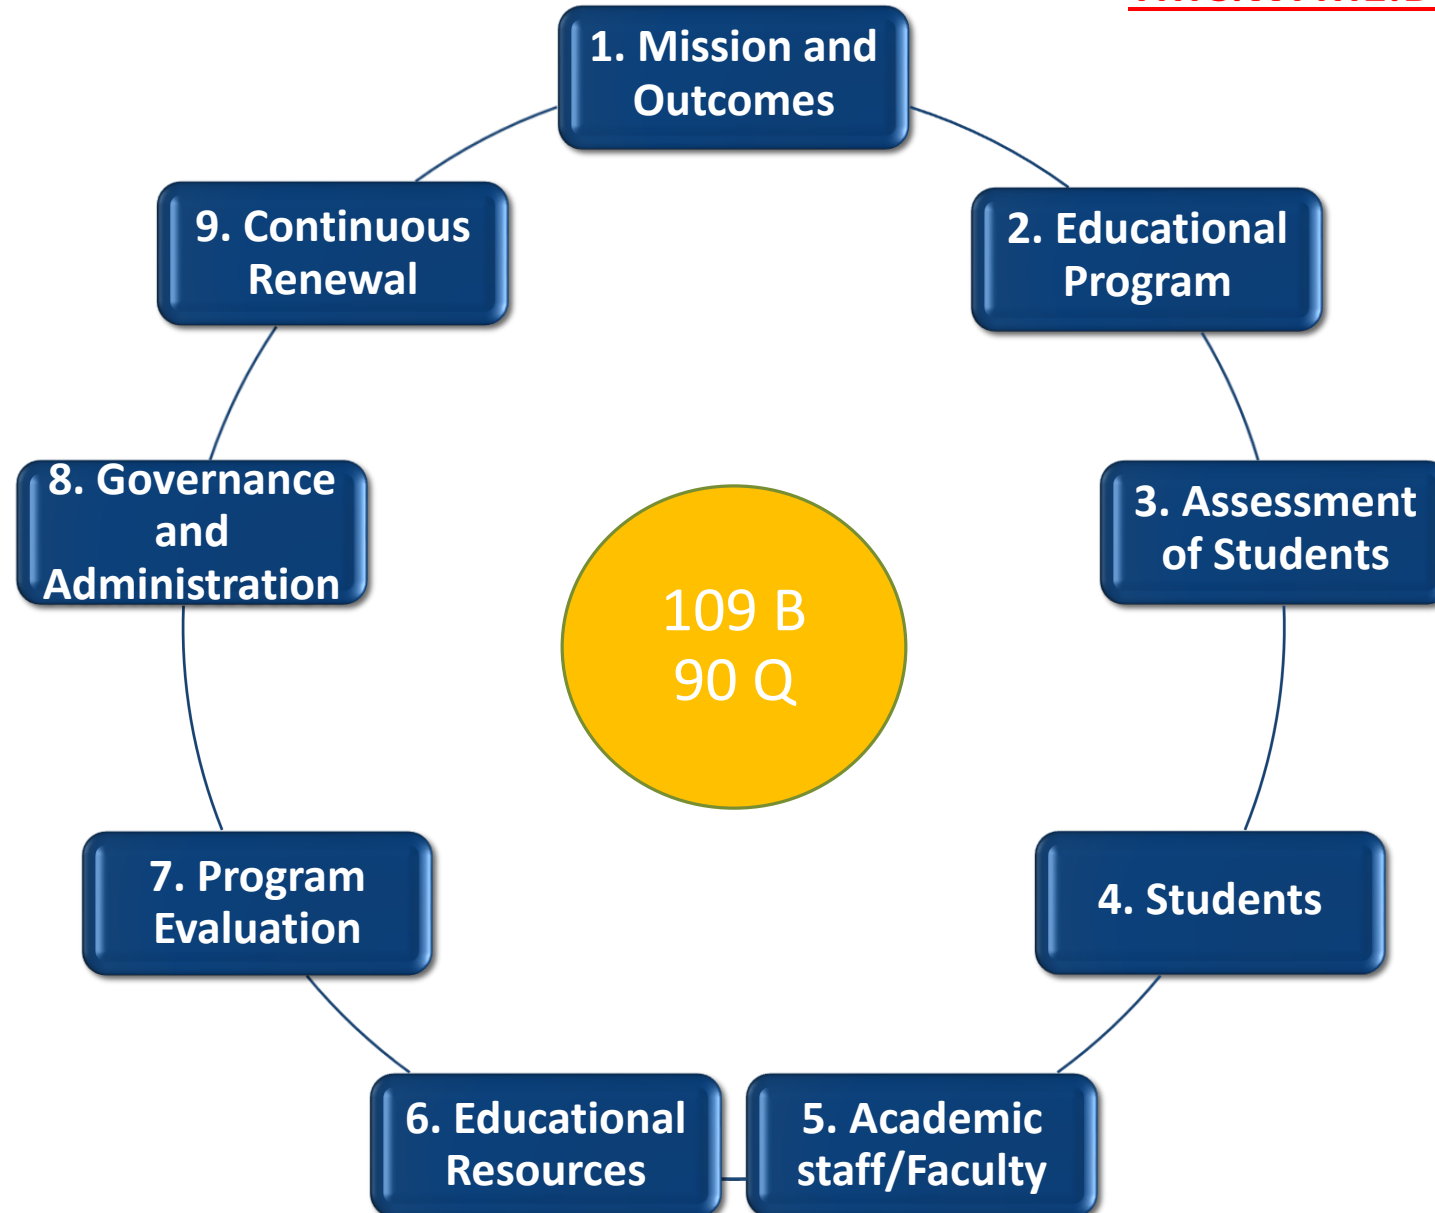 1. Mission and
Outcomes
2. Educational
Program
3. Assessment
of Students
4. Students
5. Academic
staff/Faculty
6. Educational
Resources
7. Program
Evaluation
8. Governance
and
Administration
9. Continuous
Renewal
109 B
90 Q